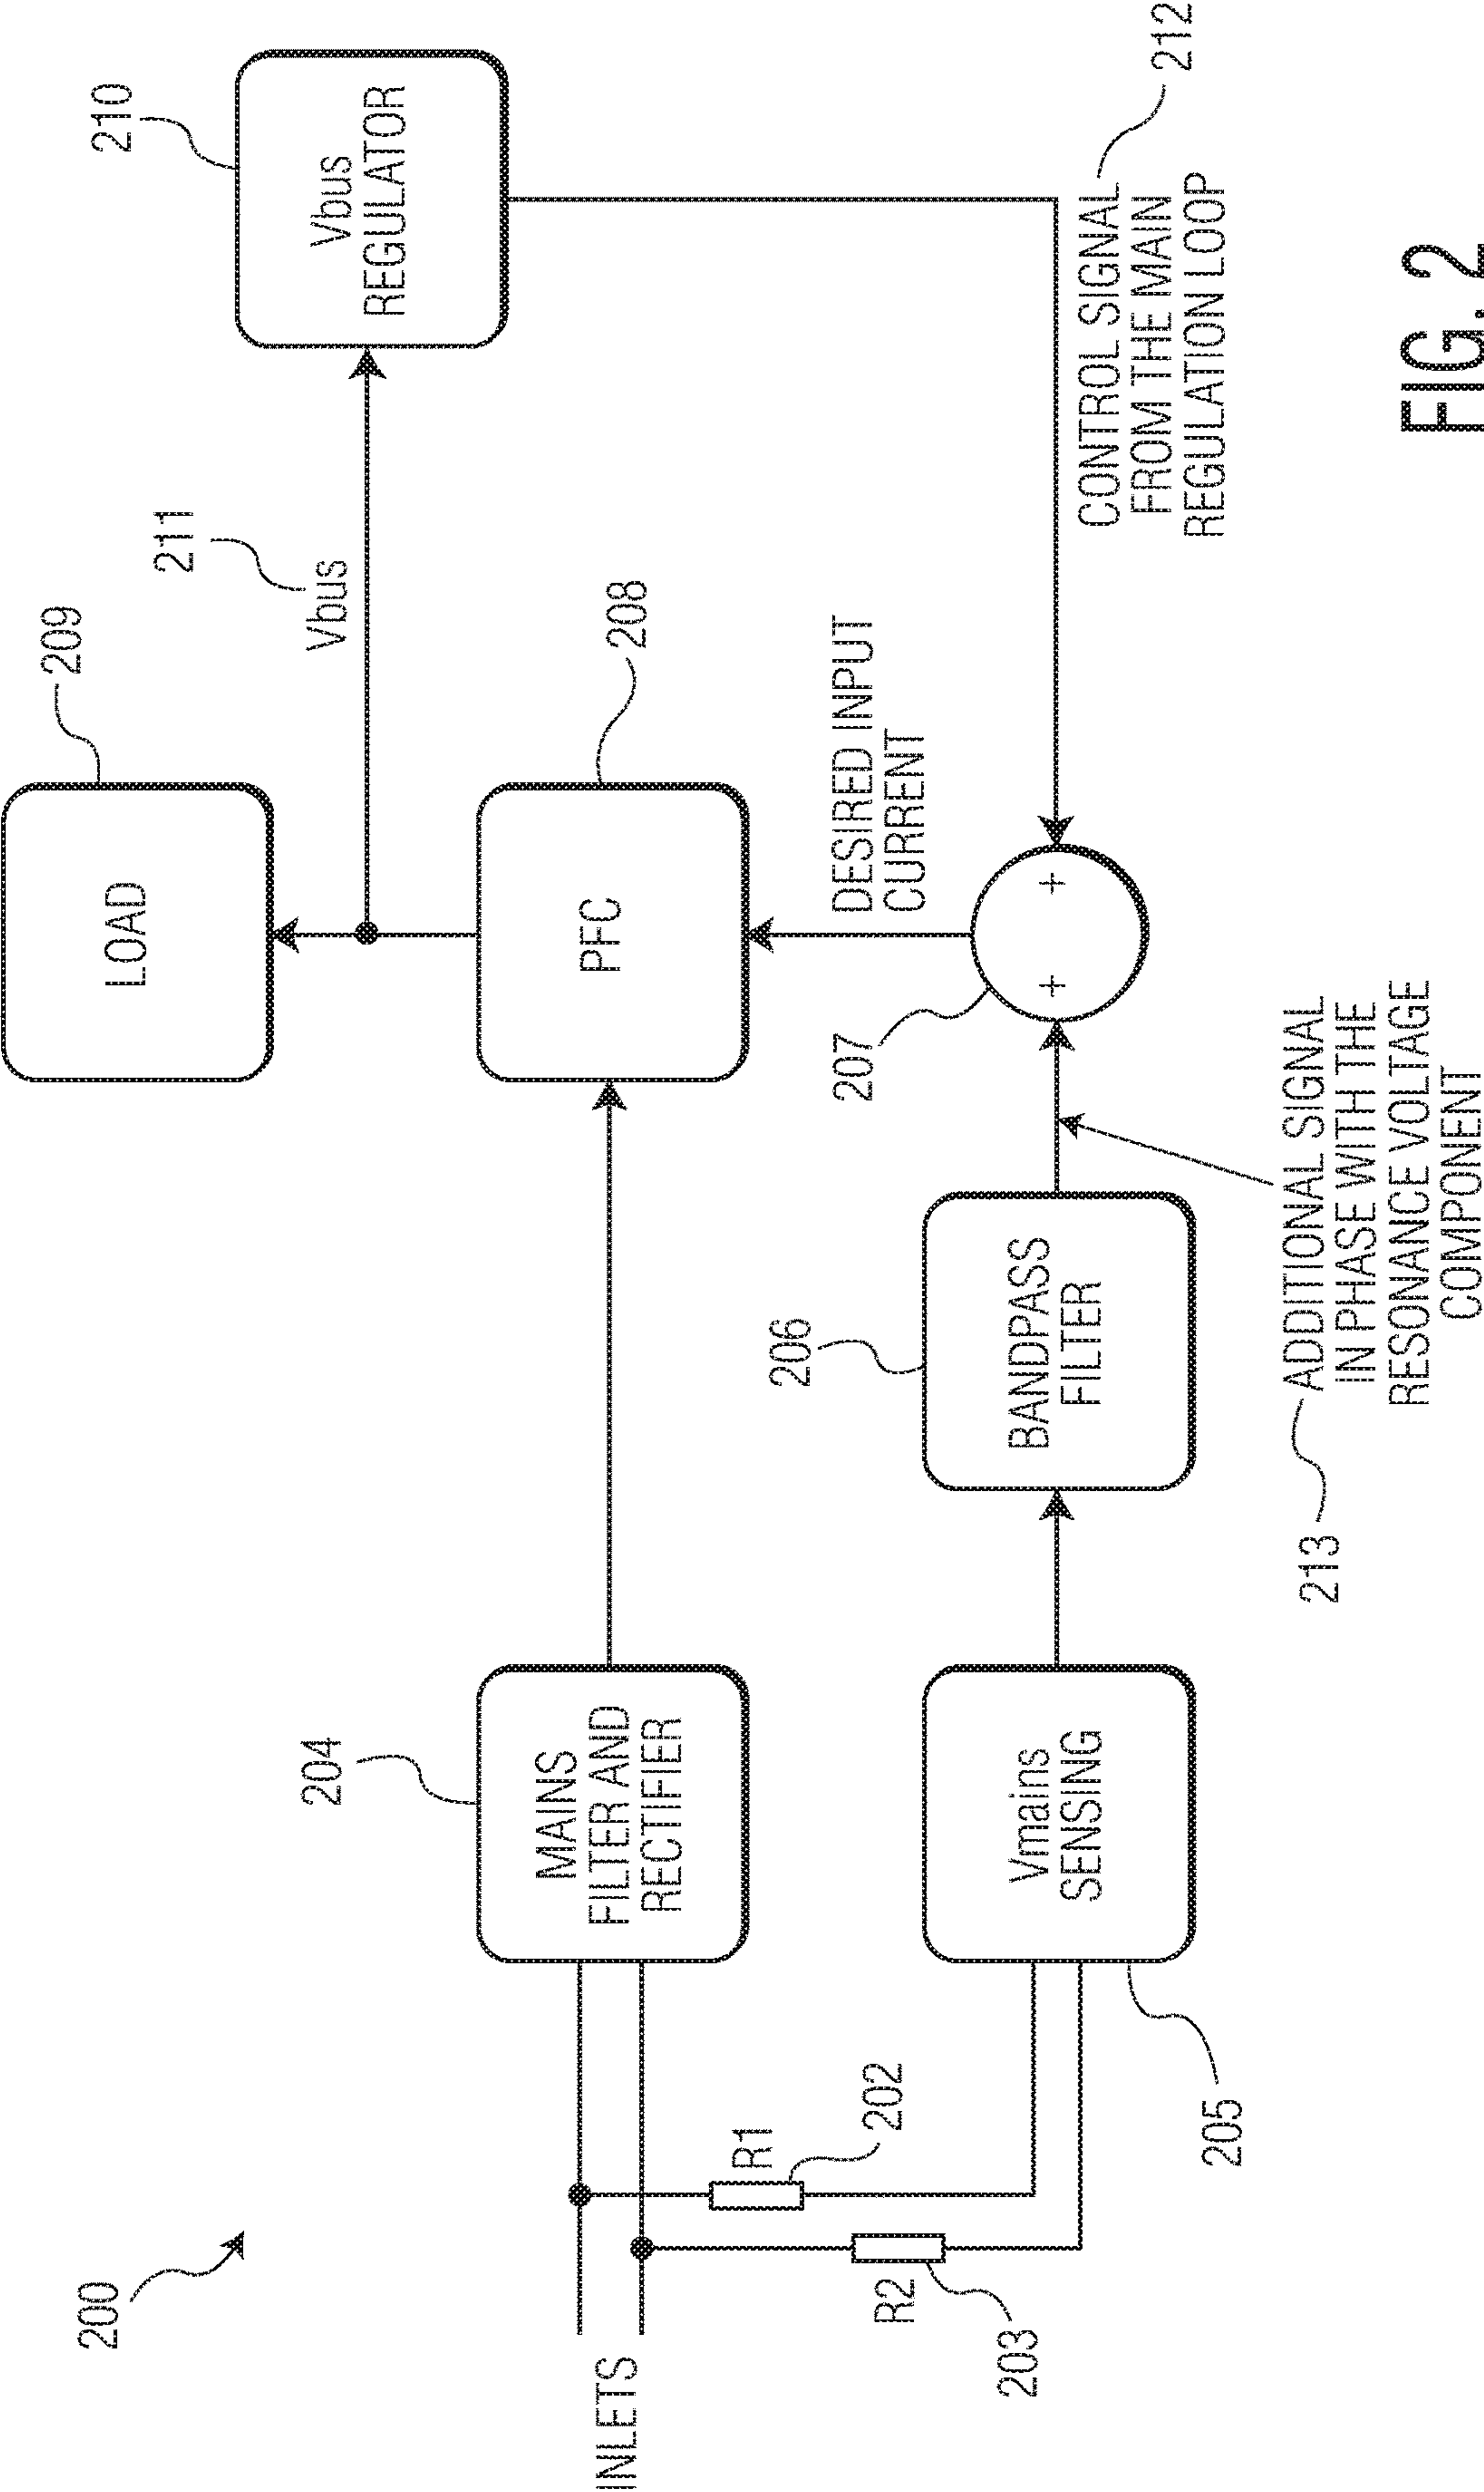 200
INLETS
R1
202
R2
203
204
MAINS
FILTER AND
RECTIFIER
Vmains
SENSING
205
206
BANDPASS
FILTER
213
ADDITIONAL SIGNAL
IN PHASE WITH THE
RESONANCE VOLTAGE
COMPONENT
207
+
+
DESIRED INPUT
CURRENT
PFC
208
LOAD
209
211
Vbus
210
Vbus
REGULATOR
CONTROL SIGNAL
FROM THE MAIN
REGULATION LOOP
212
FIG. 2